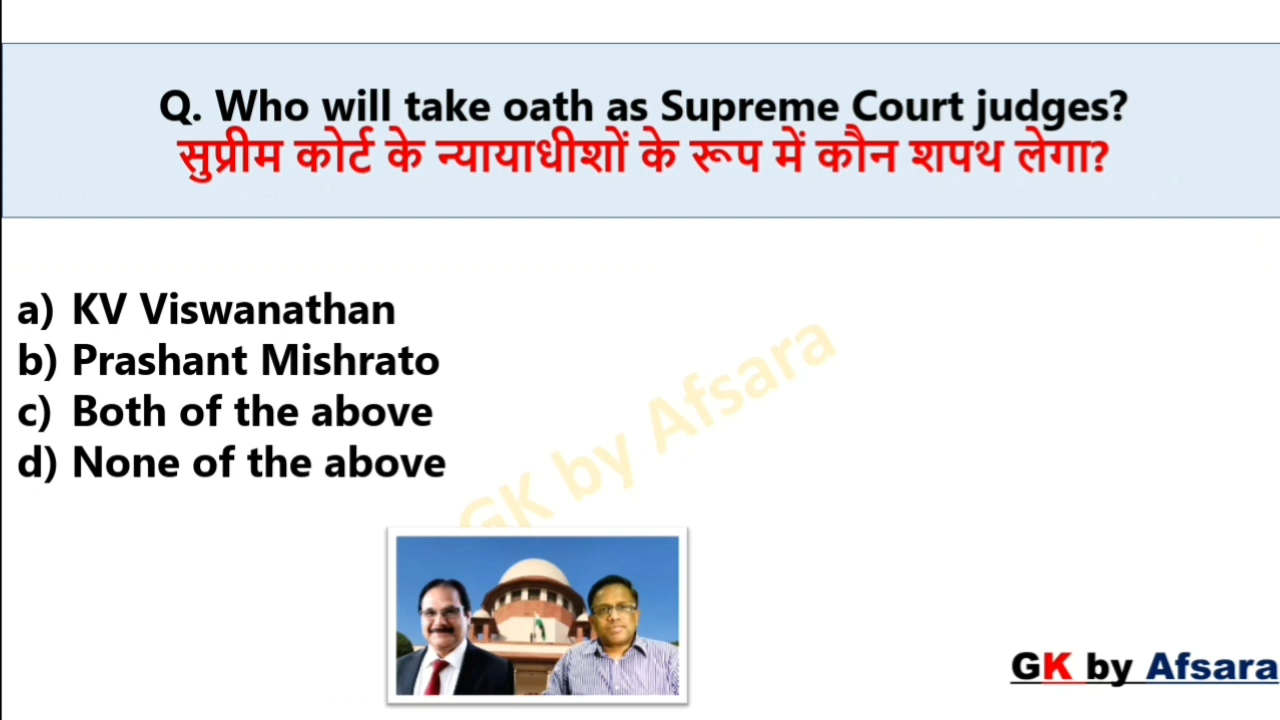 Q. Who will take oath as Supreme Court judges?
सुप्रीम कोर्ट के न्यायाधीशों के रूप में कौन शपथ लेगा?
a) KV Viswanathan
b) Prashant Mishrato
c) Both of the above
d) None of the above
GK by Afsara
GK by Afsara